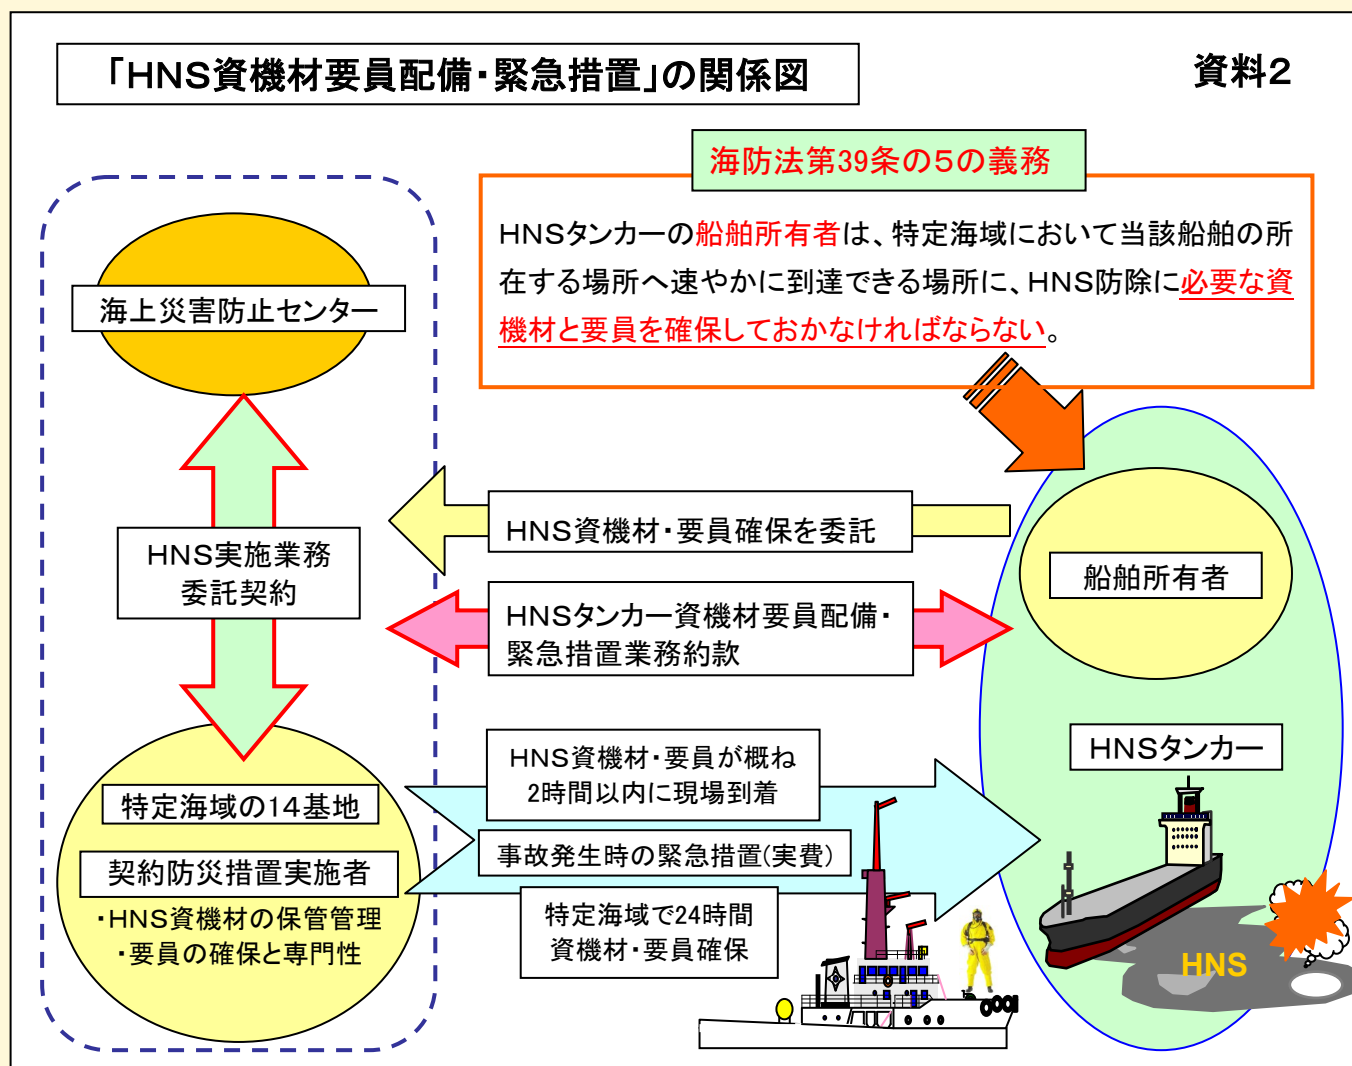 「HNS資機材要員配備・緊急措置」の関係図
資料2
海防法第39条の5の義務
HNSタンカーの船舶所有者は、特定海域において当該船舶の所
在する場所へ速やかに到達できる場所に、HNS防除に必要な資
機材と要員を確保しておかなければならない。
海上災害防止センター
HNS実施業務
委託契約
HNS資機材・要員確保を委託
HNSタンカー資機材要員配備・
緊急措置業務約款
船舶所有者
HNSタンカー
HNS資機材・要員が概ね
2時間以内に現場到着
事故発生時の緊急措置(実費)
特定海域で24時間
資機材・要員確保
特定海域の14基地
契約防災措置実施者
・HNS資機材の保管管理
・要員の確保と専門性
HNS